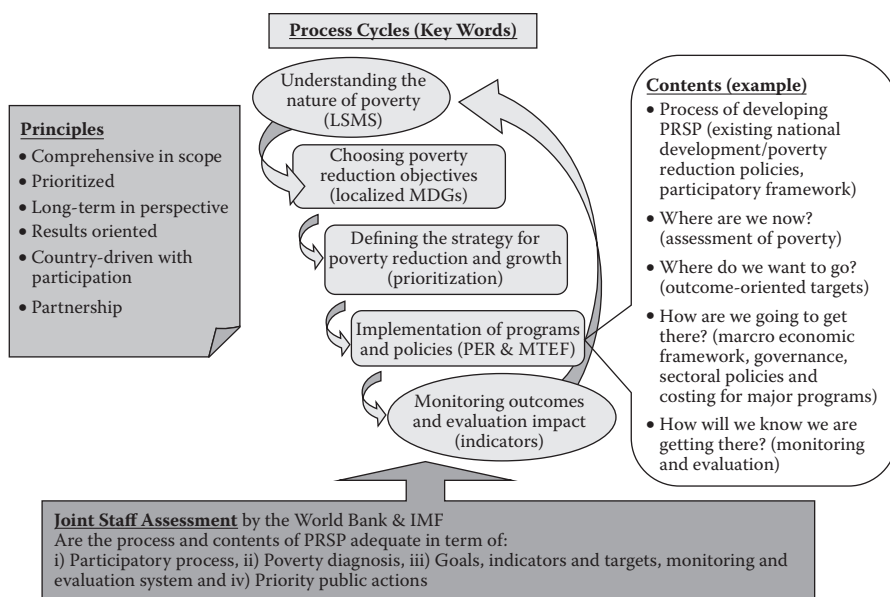 Process Cycles (Key Words)
Understanding the
nature of poverty
(LSMS)
Choosing poverty
reduction objectives
(localized MDGs)
Defining the strategy for
poverty reduction and growth
(prioritization)
Implementation of programs
and policies (PER & MTEF)
Monitoring outcomes
and evaluation impact
(indicators)
Principles
• Comprehensive in scope
• Prioritized
• Long-term in perspective
• Results oriented
• Country-driven with
participation
• Partnership
Contents (example)
• Process of developing
PRSP (existing national
development/poverty
reduction policies,
participatory framework)
• Where are we now?
(assessment of poverty)
• Where do we want to go?
(outcome-oriented targets)
• How are we going to get
there? (marcro economic
framework, governance,
sectoral policies and
costing for major programs)
• How will we know we are
getting there? (monitoring
and evaluation)
Joint Staff Assessment by the World Bank & IMF
Are the process and contents of PRSP adequate in term of:
i) Participatory process, ii) Poverty diagnosis, iii) Goals, indicators and targets, monitoring and
evaluation system and iv) Priority public actions